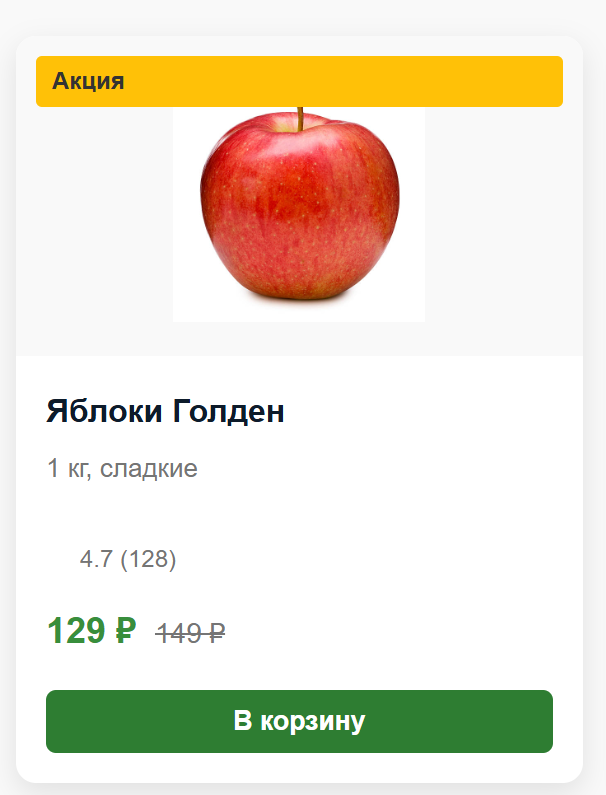 Акция
Яблоки Голден
1 кг, сладкие
4.7 (128)
129 ₽ 149 ₽
В корзину